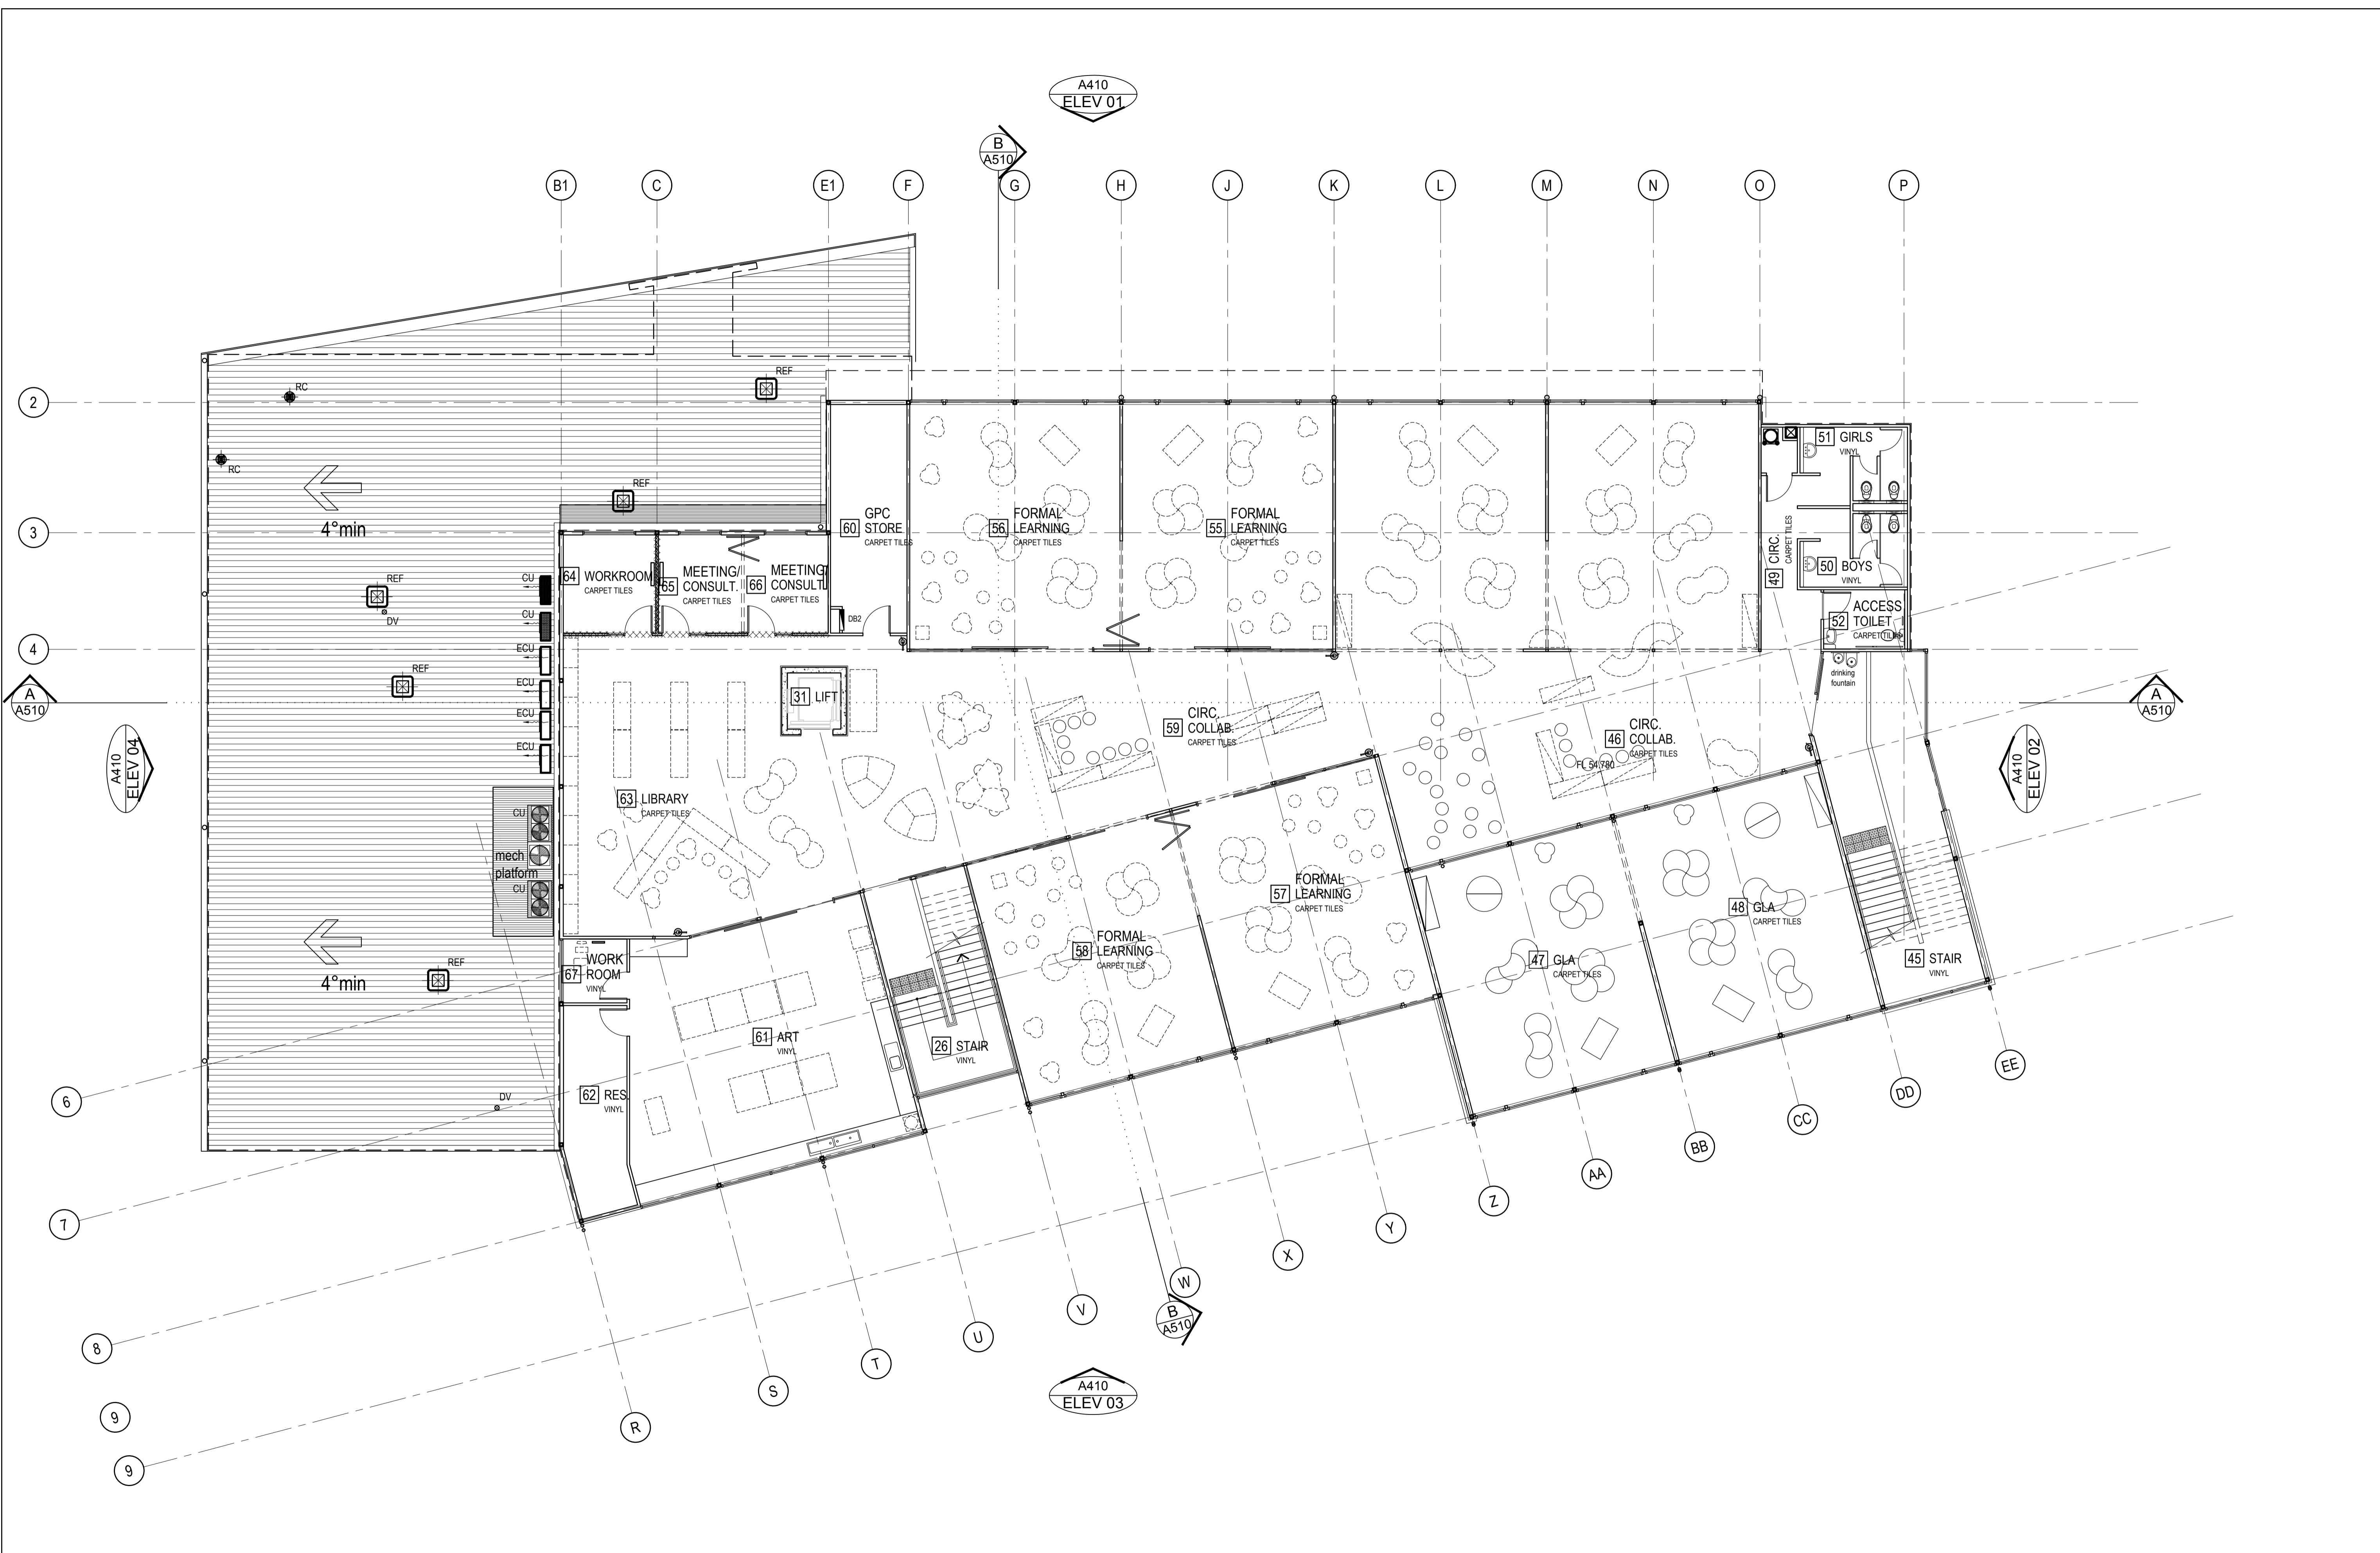 A410
ELEV 01
B
A510
B1
C
E1
F
G
H
J
K
L
M
N
O
P
2
3
4
6
7
8
9
9
A
A510
A410
ELEV 04
A
A510
A410
ELEV 02
RC
RC
REF
REF
REF
REF
REF
DV
DV
4°min
4°min
CU
CU
ECU
ECU
ECU
ECU
CU
mech
platform
CU
60
GPC
STORE
CARPET TILES
56
FORMAL
LEARNING
CARPET TILES
55
FORMAL
LEARNING
CARPET TILES
51
GIRLS
VINYL
49
CIRC.
CARPET TILES
50
BOYS
VINYL
52
ACCESS
TOILET
CARPET TILES
drinking
fountain
64
WORKROOM
CARPET TILES
65
MEETING/
CONSULT.
CARPET TILES
66
MEETING/
CONSULT.
CARPET TILES
DB2
31
LIFT
59
CIRC.
COLLAB.
CARPET TILES
46
CIRC.
COLLAB.
CARPET TILES
FL 54.780
63
LIBRARY
CARPET TILES
57
FORMAL
LEARNING
CARPET TILES
58
FORMAL
LEARNING
CARPET TILES
48
GLA
CARPET TILES
47
GLA
CARPET TILES
45
STAIR
VINYL
67
WORK
ROOM
VINYL
61
ART
VINYL
26
STAIR
VINYL
62
RES.
VINYL
R
S
T
U
V
W
X
Y
Z
AA
BB
CC
DD
EE
B
A510
A410
ELEV 03